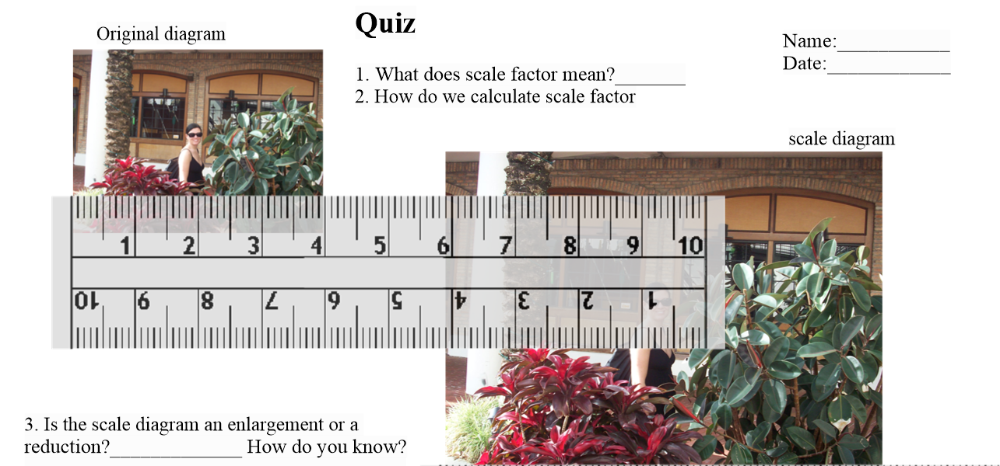 Original diagram
Quiz
Name:___________
Date:____________
1. What does scale factor mean?_______
2. How do we calculate scale factor
scale diagram
1 2 3 4 5 6 7 8 9 10
10 9 8 7 6 5 4 3 2 1
3. Is the scale diagram an enlargement or a
reduction?_____________ How do you know?